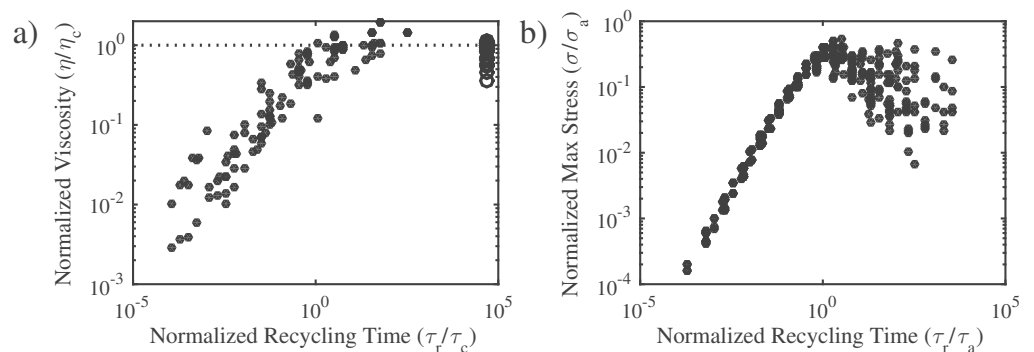 a)
Normalized Viscosity (η/η_c)
10^0
10^-1
10^-2
10^-3
10^-5
10^0
10^5
Normalized Recycling Time (τ_r/τ_c)
b)
Normalized Max Stress (σ/σ_a)
10^0
10^-1
10^-2
10^-3
10^-4
10^-5
10^0
10^5
Normalized Recycling Time (τ_r/τ_a)